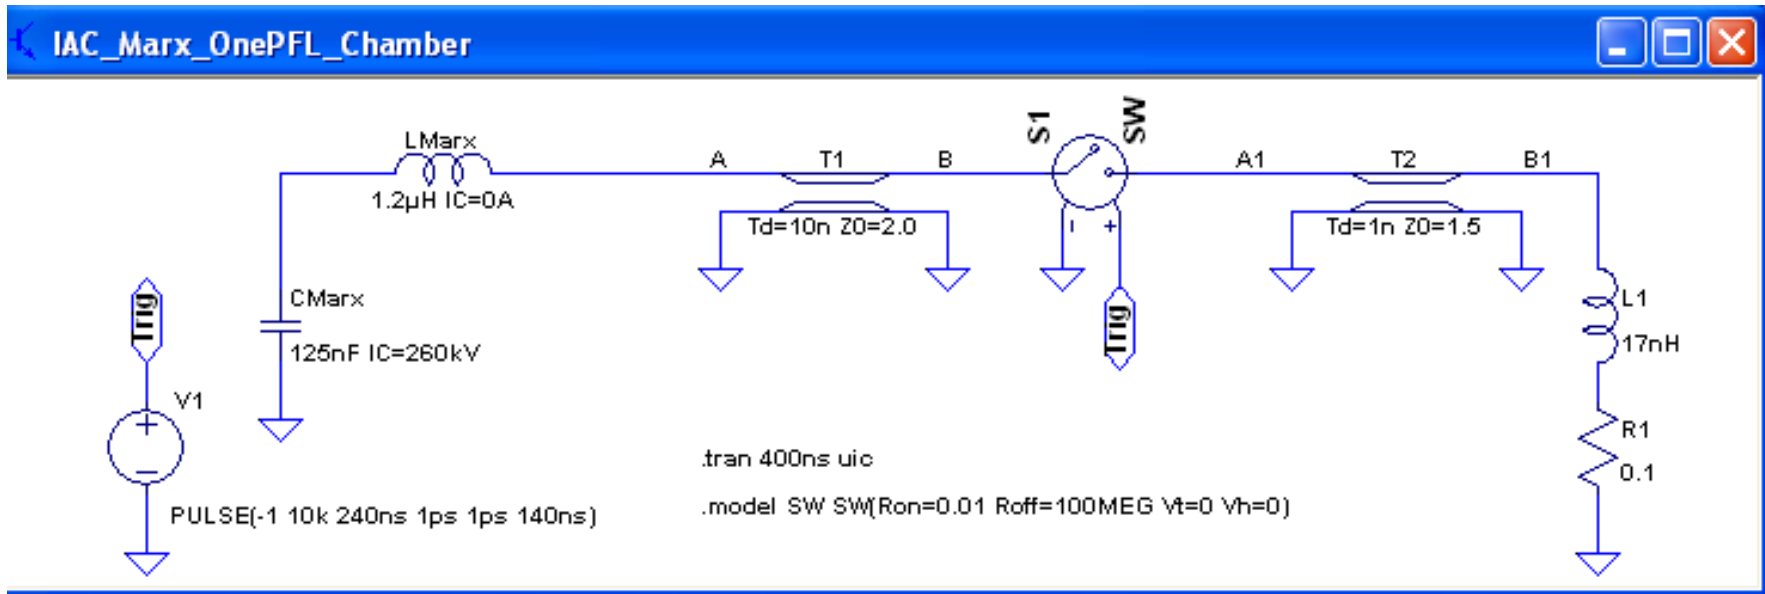 IAC_Marx_OnePFL_Chamber
LMarx
1.2µH IC=0A
A
T1
B
Td=10n Z0=2.0
S1
SW
A1
T2
B1
Td=1n Z0=1.5
Trig
CMarx
125nF IC=260kV
Trig
L1
17nH
V1
R1
0.1
.tran 400ns uic
PULSE(-1 10k 240ns 1ps 1ps 140ns)
.model SW SW(Ron=0.01 Roff=100MEG Vt=0 Vh=0)